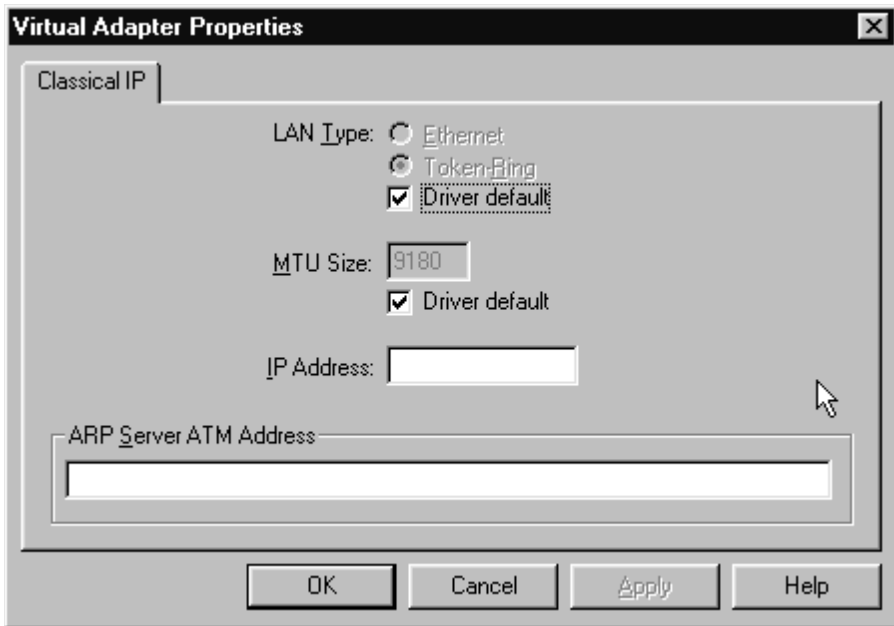 Virtual Adapter Properties
Classical IP
LAN Type: Ethernet
Token-Ring
Driver default
MTU Size: 9180
Driver default
IP Address:
ARP Server ATM Address
OK Cancel Apply Help